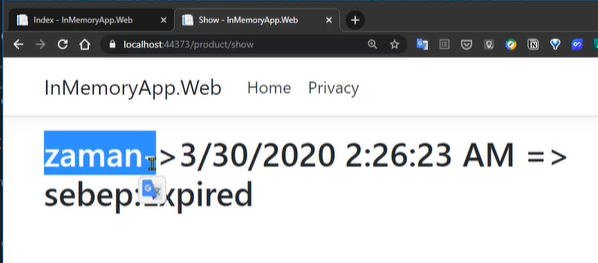 Index - InMemoryApp.Web
Show - InMemoryApp.Web
localhost:44373/product/show
InMemoryApp.Web Home Privacy
zaman->3/30/2020 2:26:23 AM =>
sebep:Expired